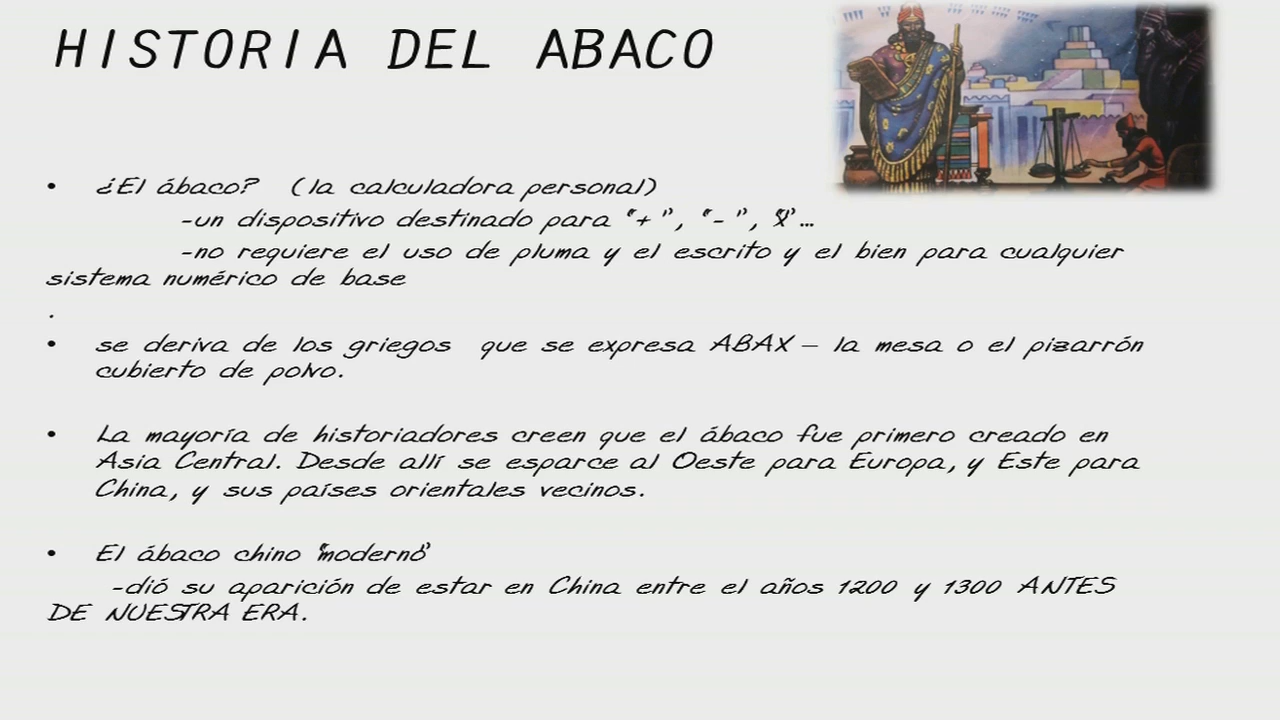 HISTORIA DEL ABACO
• ¿El ábaco? (la calculadora personal)
-un dispositivo destinado para "+", "-", "x"...
-no requiere el uso de pluma y el escrito y el bien para cualquier
sistema numérico de base
.
• se deriva de los griegos que se expresa ABAX – la mesa o el pizarrón
cubierto de polvo.
• La mayoría de historiadores creen que el ábaco fue primero creado en
Asia Central. Desde allí se esparce al Oeste para Europa, y Este para
China, y sus países orientales vecinos.
• El ábaco chino "moderno"
-dió su aparición de estar en China entre el años 1200 y 1300 ANTES
DE NUESTRA ERA.